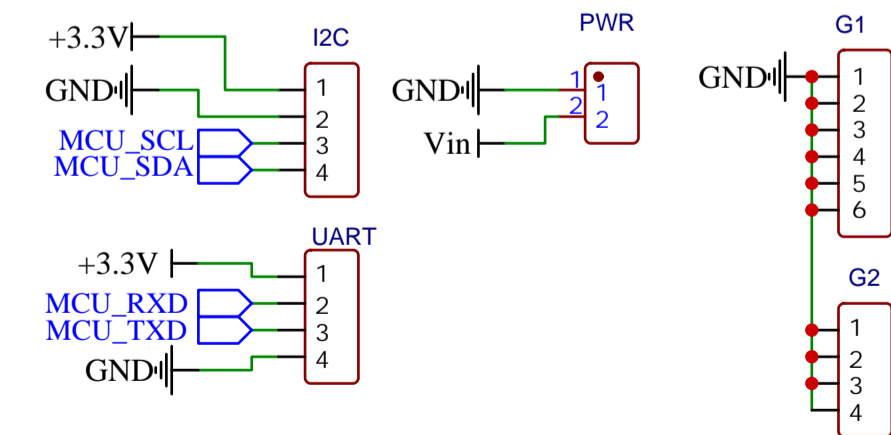 I2C
+3.3V
1
GND
2
MCU_SCL
3
MCU_SDA
4
PWR
GND
1
1
2
Vin
2
G1
GND
1
2
3
4
5
6
UART
+3.3V
1
MCU_RXD
2
MCU_TXD
3
GND
4
G2
1
2
3
4